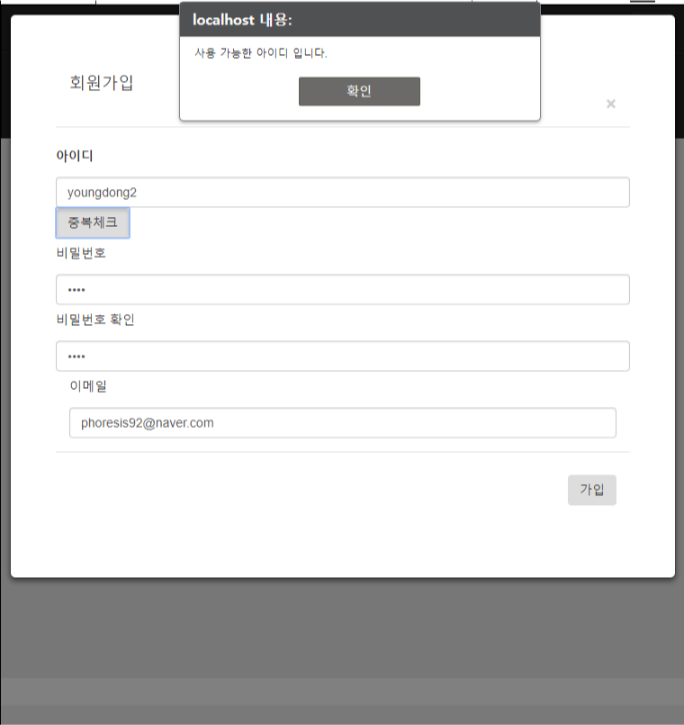 localhost 내용:
사용 가능한 아이디 입니다.
확인
회원가입
×
아이디
youngdong2
중복체크
비밀번호
••••
비밀번호 확인
••••
이메일
phoresis92@naver.com
가입